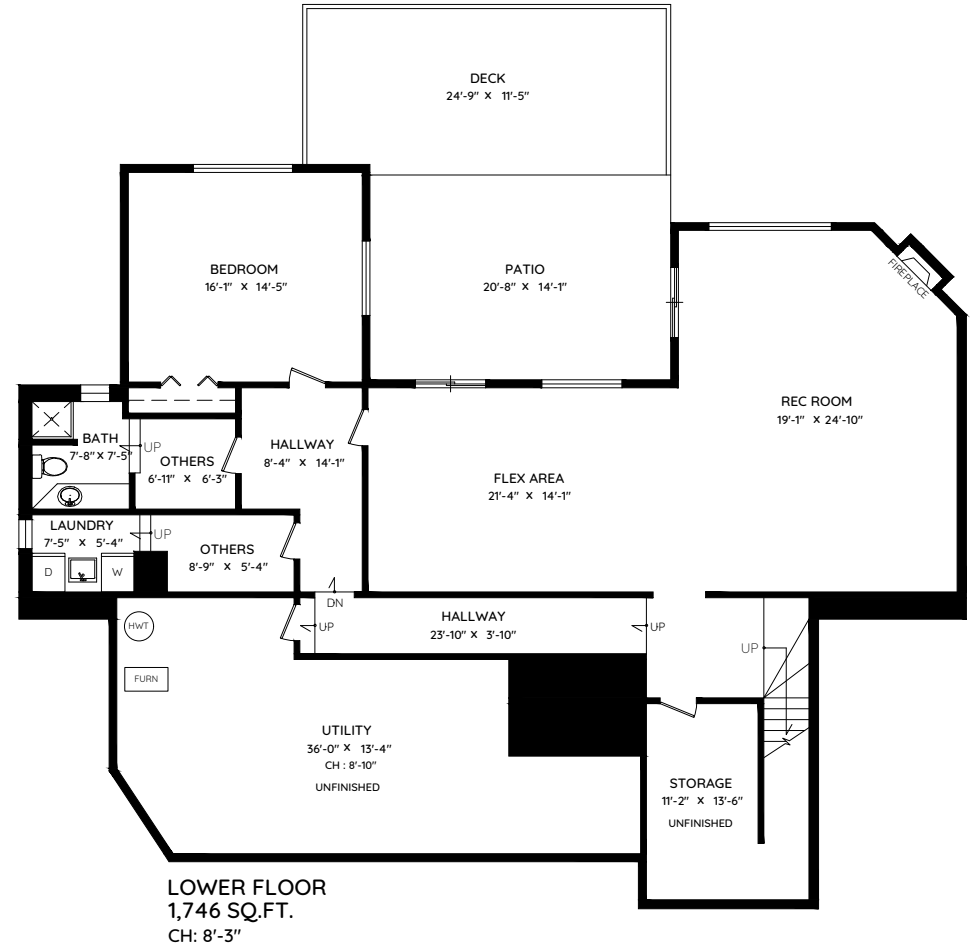 DECK
24'-9" x 11'-5"
BEDROOM
16'-1" x 14'-5"
PATIO
20'-8" x 14'-1"
FIREPLACE
REC ROOM
19'-1" x 24'-10"
BATH
7'-8" x 7'-5"
UP
OTHERS
6'-11" x 6'-3"
HALLWAY
8'-4" x 14'-1"
FLEX AREA
21'-4" x 14'-1"
LAUNDRY
7'-5" x 5'-4"
UP
OTHERS
8'-9" x 5'-4"
D
W
DN
HWT
UP
HALLWAY
23'-10" x 3'-10"
UP
UP
FURN
UTILITY
36'-0" x 13'-4"
CH : 8'-10"
UNFINISHED
STORAGE
11'-2" x 13'-6"
UNFINISHED
LOWER FLOOR
1,746 SQ.FT.
CH: 8'-3"